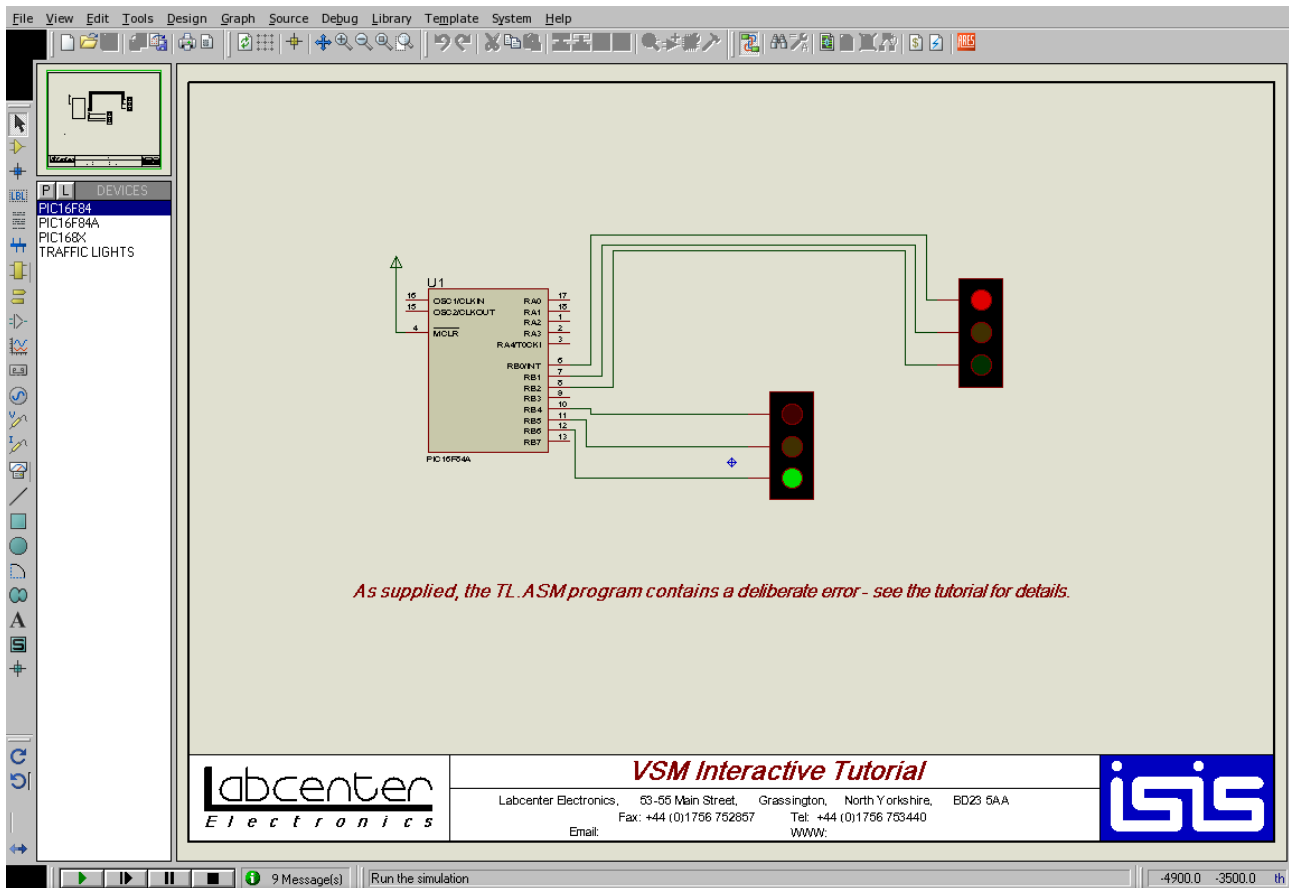 File View Edit Tools Design Graph Source Debug Library Template System Help
ARES
LBL
P L DEVICES
PIC16F84
PIC16F84A
PIC168X
TRAFFIC LIGHTS
U1
16 OSC1/CLKIN
15 OSC2/CLKOUT
4 MCLR
RA0 17
RA1 18
RA2 1
RA3 2
RA4/T0CKI 3
RB0/INT 6
RB1 7
RB2 8
RB3 9
RB4 10
RB5 11
RB6 12
RB7 13
PIC16F84A
V
I
A
S
As supplied, the TL.ASM program contains a deliberate error - see the tutorial for details.
labcenter
Electronics
VSM Interactive Tutorial
Labcenter Electronics, 53-55 Main Street, Grassington, North Yorkshire, BD23 5AA
Fax: +44 (0)1756 752857 Tel: +44 (0)1756 753440
Email: WWW:
isis
9 Message(s) Run the simulation -4900.0 -3500.0 th